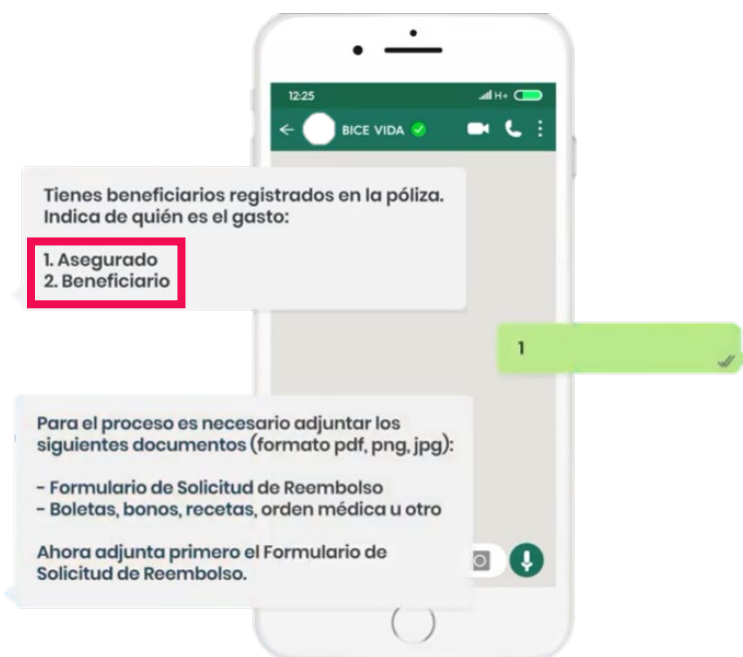 12:25
H+
BICE VIDA
Tienes beneficiarios registrados en la póliza.
Indica de quién es el gasto:
1. Asegurado
2. Beneficiario
1
Para el proceso es necesario adjuntar los
siguientes documentos (formato pdf, png, jpg):
- Formulario de Solicitud de Reembolso
- Boletas, bonos, recetas, orden médica u otro
Ahora adjunta primero el Formulario de
Solicitud de Reembolso.